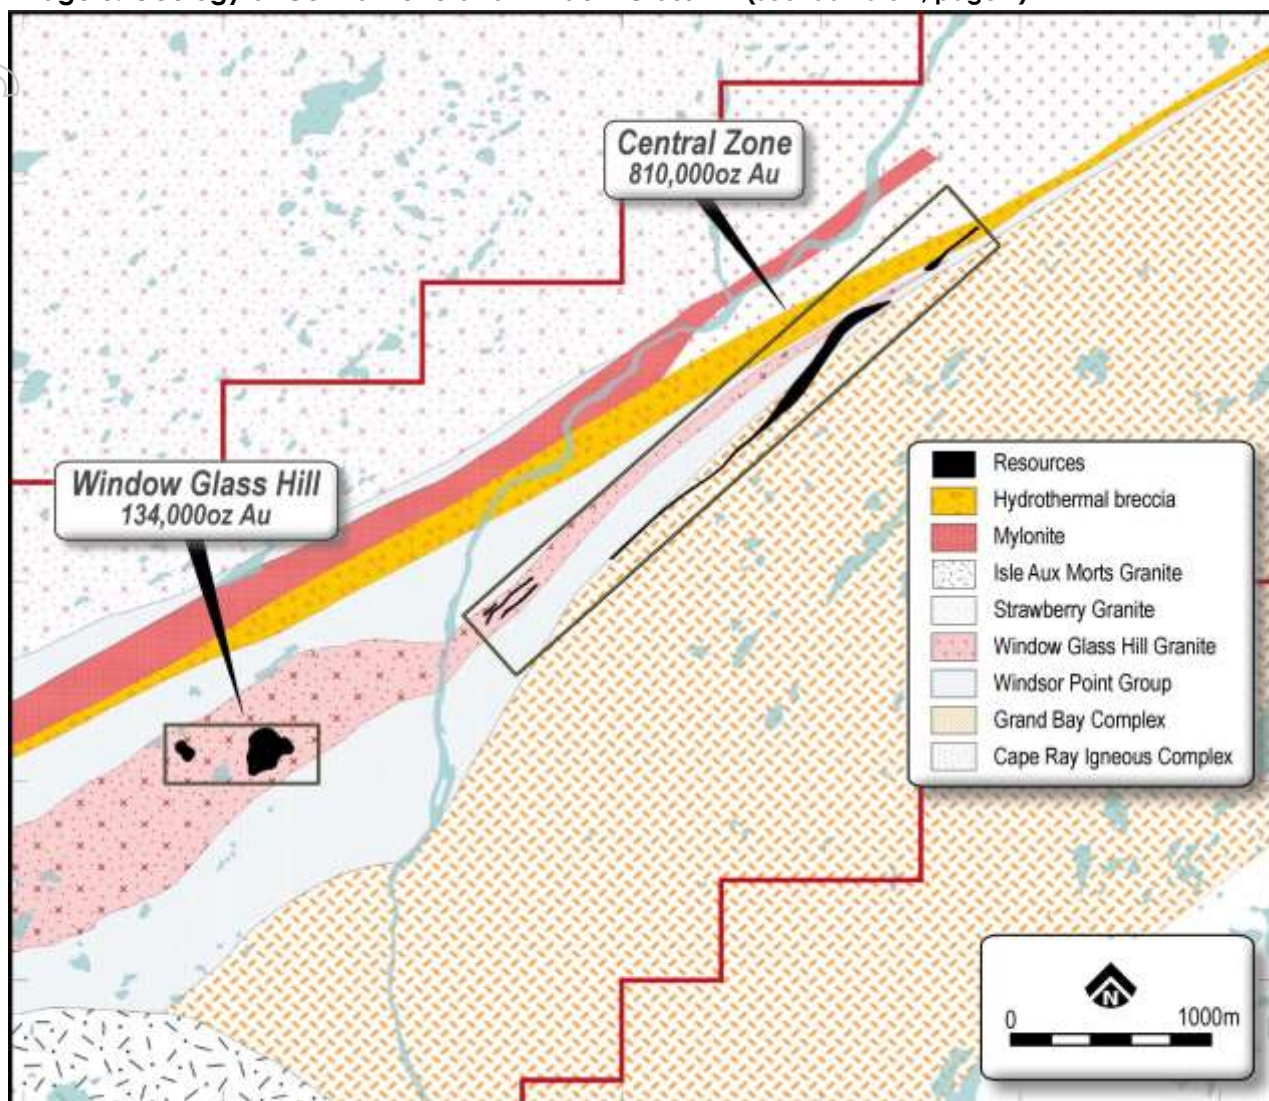 Central Zone
810,000oz Au
Window Glass Hill
134,000oz Au
Resources
Hydrothermal breccia
Mylonite
Isle Aux Morts Granite
Strawberry Granite
Window Glass Hill Granite
Windsor Point Group
Grand Bay Complex
Cape Ray Igneous Complex
N
0 1000m